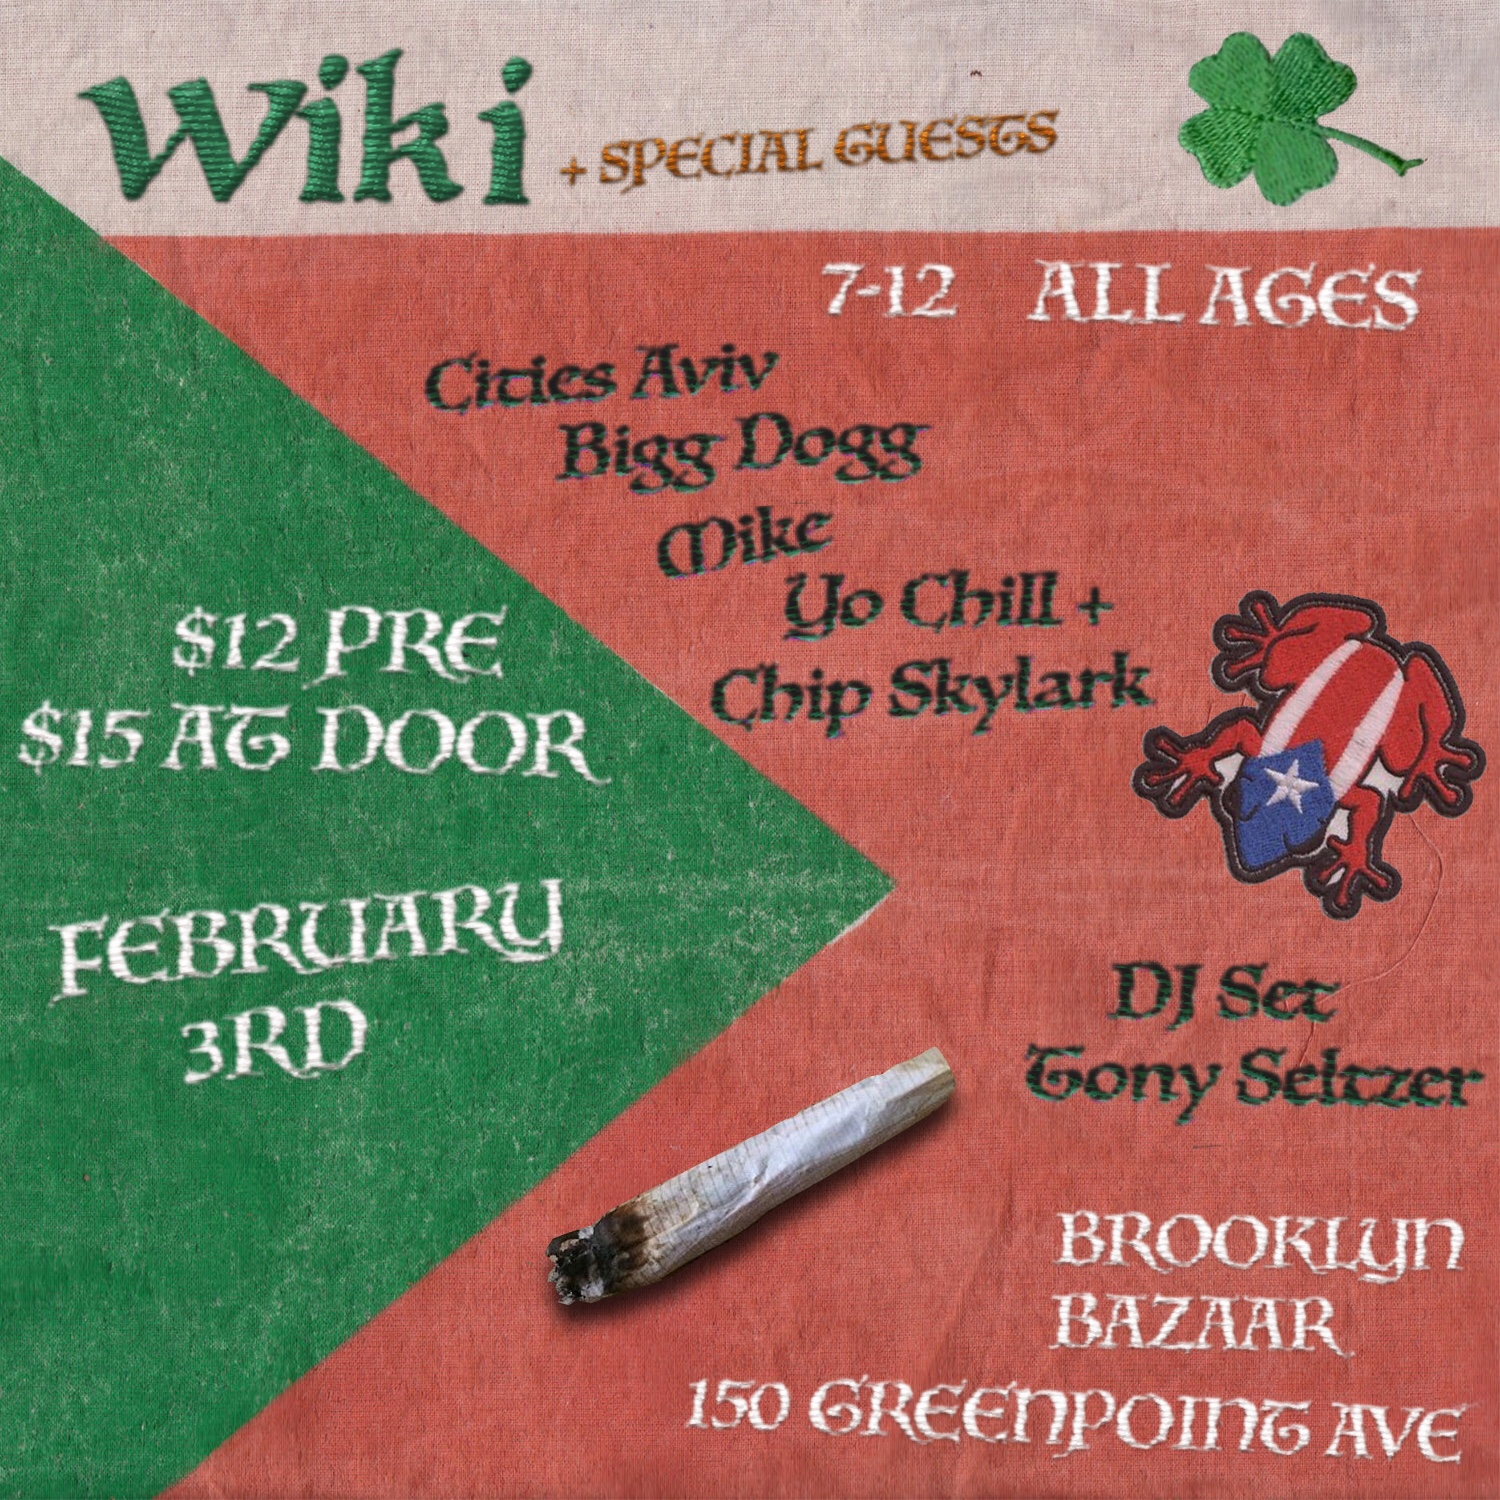 Wiki + SPECIAL GUESTS
7-12 ALL AGES
Cities Aviv
Bigg Dogg
Mike
Yo Chill +
Chip Skylark
$12 PRE
$15 AT DOOR
FEBRUARY
3RD
DJ Set
Tony Seltzer
BROOKLYN
BAZAAR
150 GREENPOINT AVE